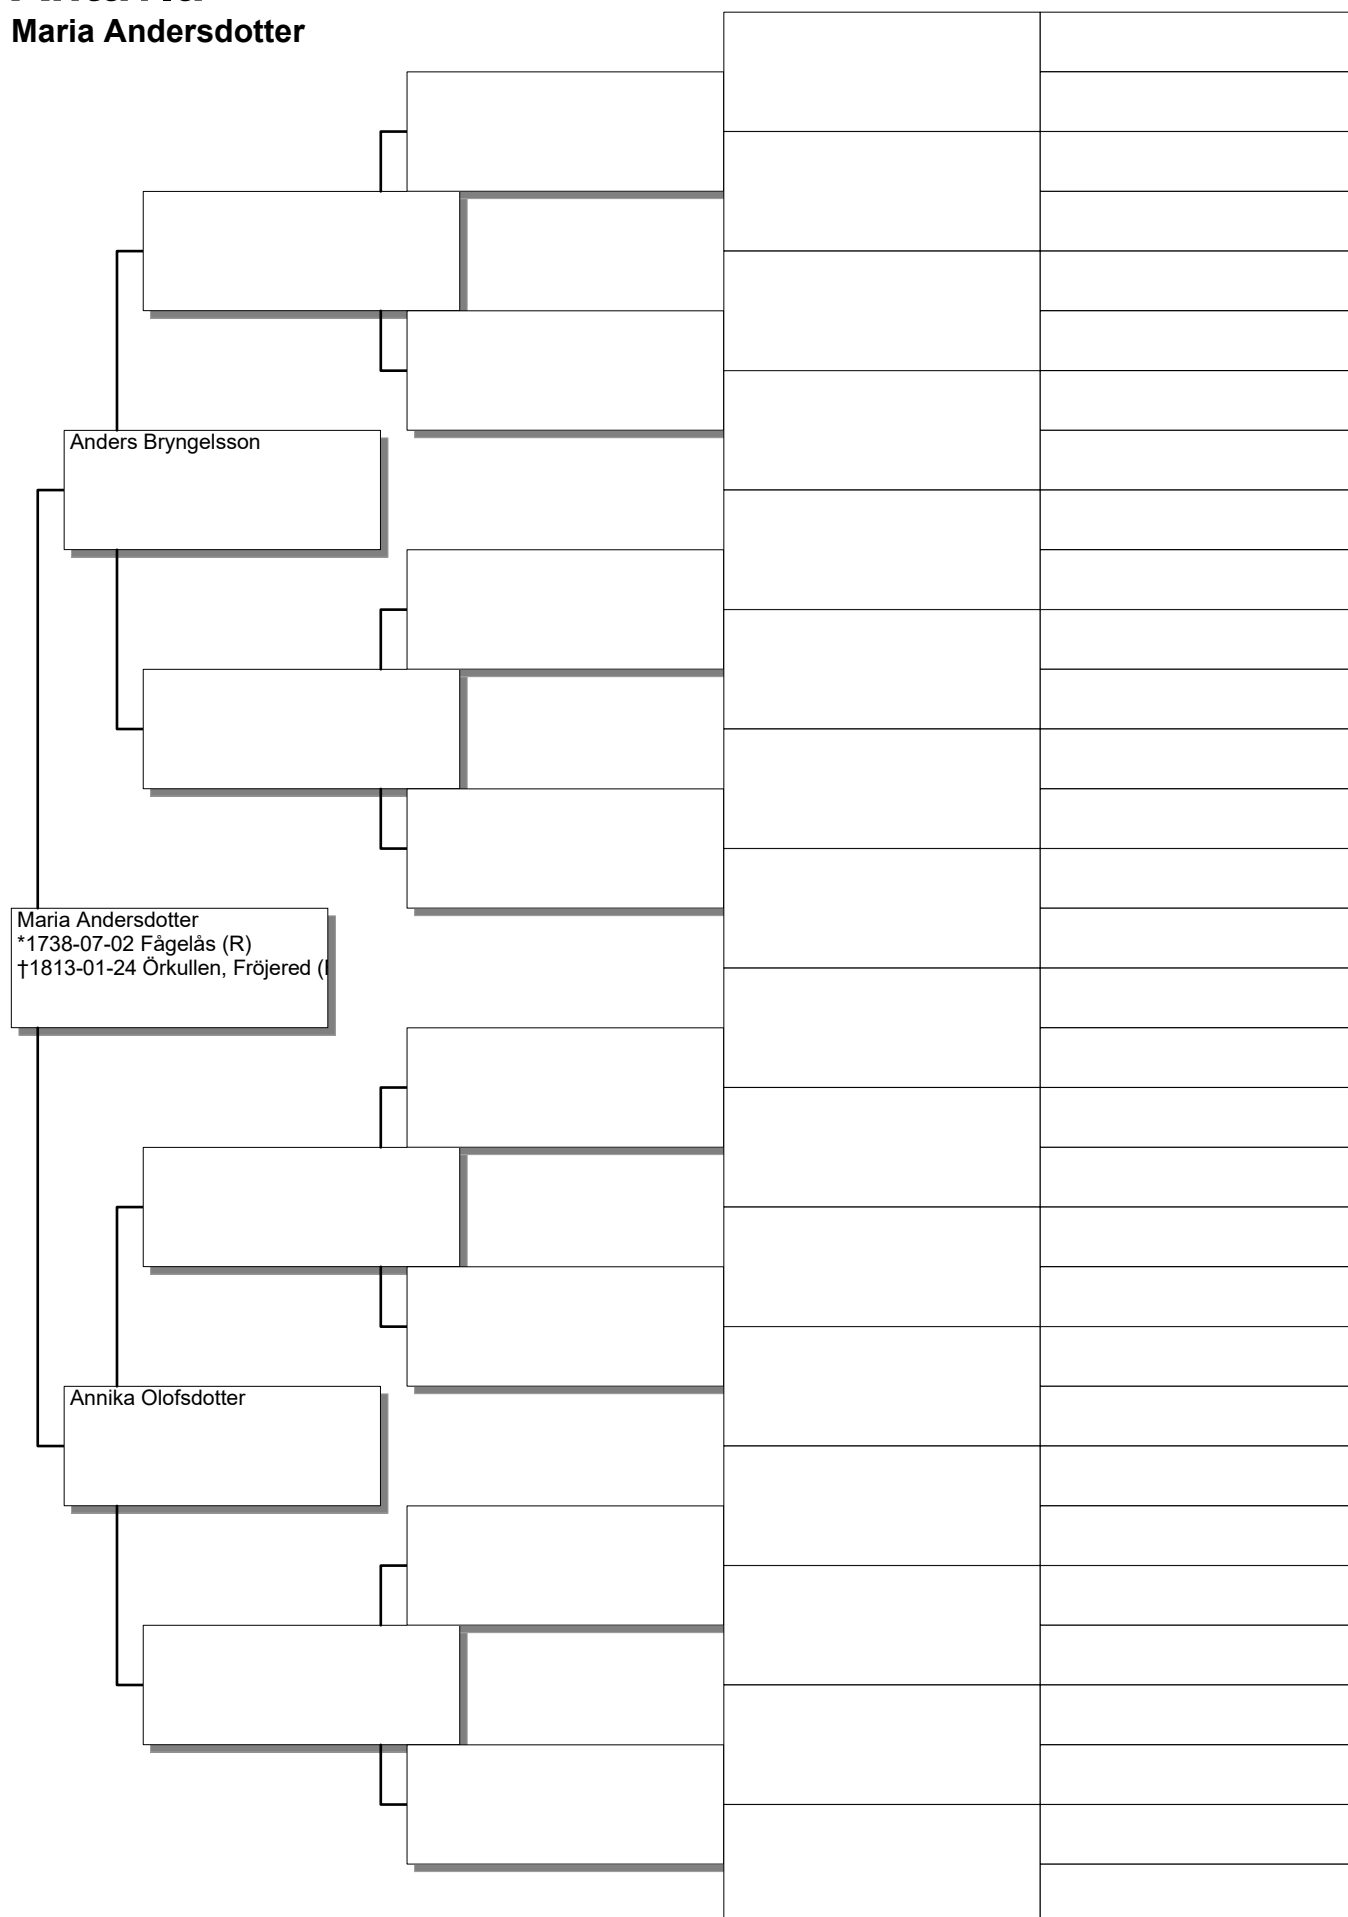 Maria Andersdotter
Anders Bryngelsson
Maria Andersdotter
*1738-07-02 Fågelås (R)
†1813-01-24 Örkullen, Fröjered (
Annika Olofsdotter